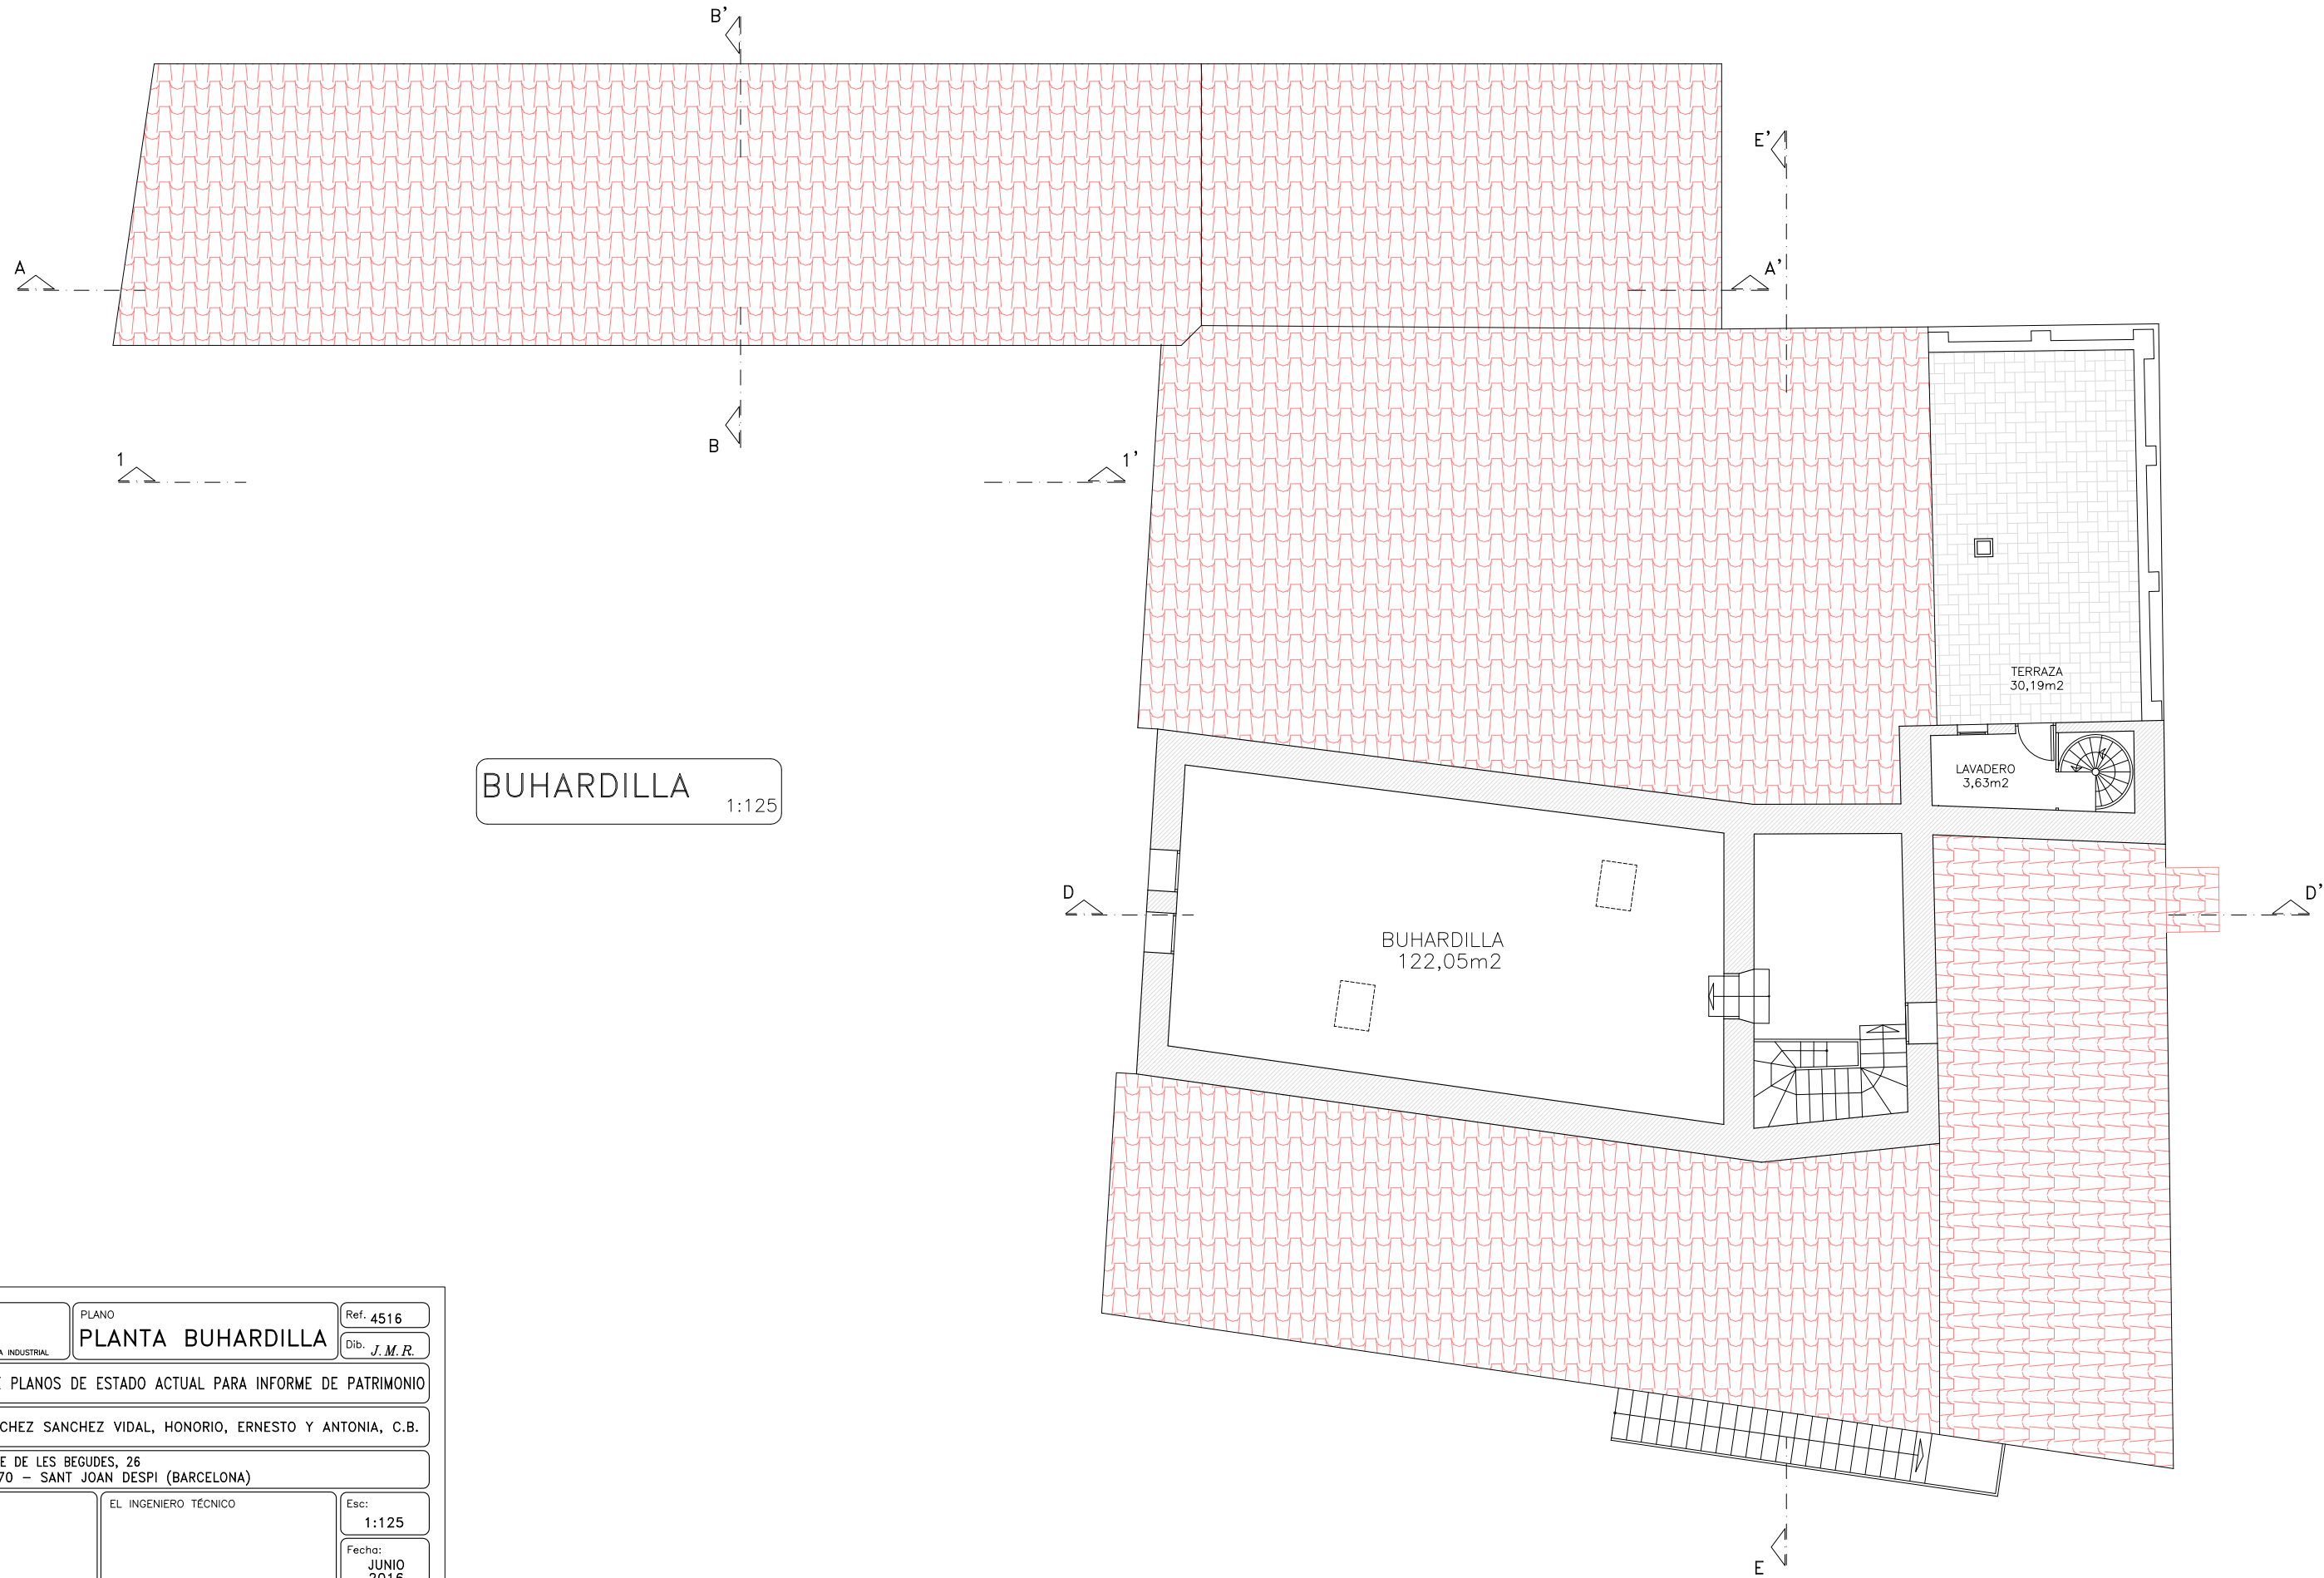 B'
E'
A
A'
B
1
1'
TERRAZA
30,19m2
LAVADERO
3,63m2
BUHARDILLA
1:125
D
D'
BUHARDILLA
122,05m2
PLANO
PLANTA BUHARDILLA
Ref. 4516
Dib. J.M.R.
INDUSTRIAL
PLANOS DE ESTADO ACTUAL PARA INFORME DE PATRIMONIO
CHEZ SANCHEZ VIDAL, HONORIO, ERNESTO Y ANTONIA, C.B.
E DE LES BEGUDES, 26
70 - SANT JOAN DESPI (BARCELONA)
EL INGENIERO TÉCNICO
Esc:
1:125
Fecha:
JUNIO
2016
E